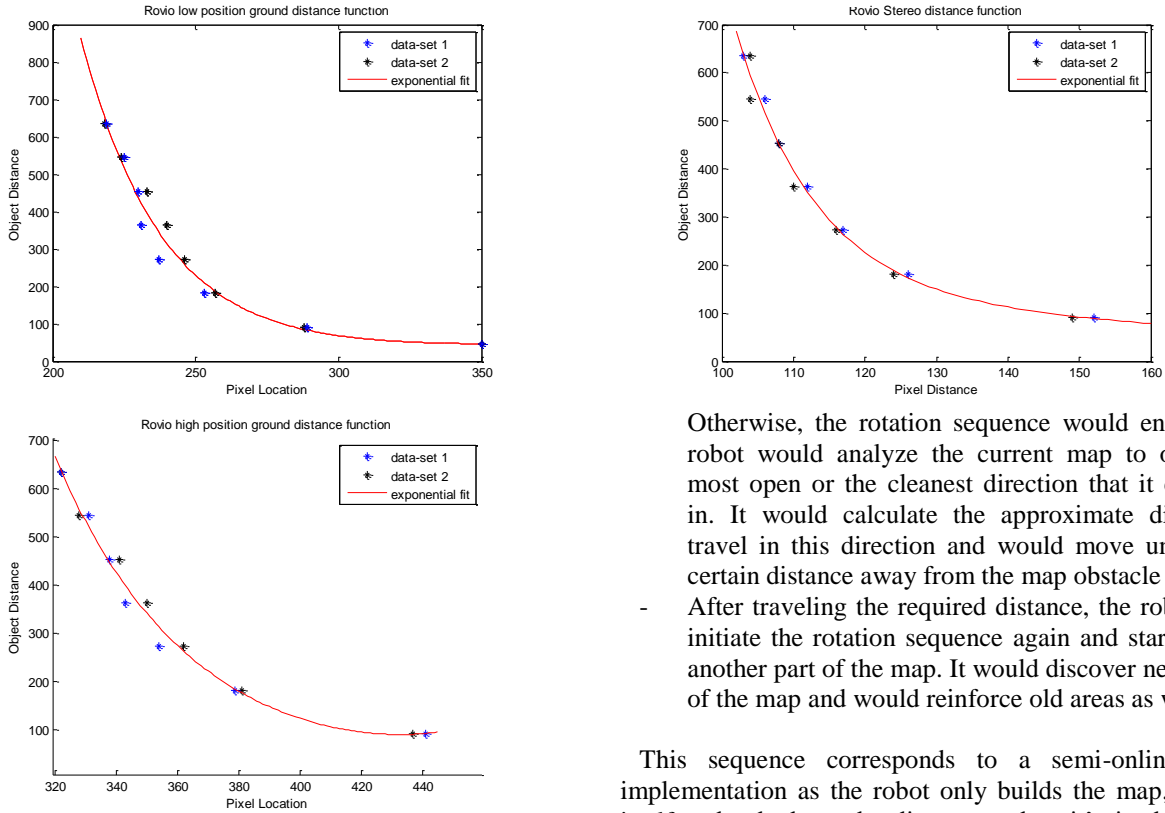 Rovio low position ground distance function
900
800
700
600
500
400
300
200
100
0
Object Distance
data-set 1
data-set 2
exponential fit
200 250 300 350
Pixel Location
Rovio high position ground distance function
700
600
500
400
300
200
100
Object Distance
data-set 1
data-set 2
exponential fit
320 340 360 380 400 420 440
Pixel Location
Rovio Stereo distance function
700
600
500
400
300
200
100
0
Object Distance
data-set 1
data-set 2
exponential fit
100 110 120 130 140 150 160
Pixel Distance
Otherwise, the rotation sequence would en
robot would analyze the current map to
most open or the cleanest direction that it
in. It would calculate the approximate di
travel in this direction and would move un
certain distance away from the map obstacle
- After traveling the required distance, the rob
initiate the rotation sequence again and star
another part of the map. It would discover ne
of the map and would reinforce old areas as
This sequence corresponds to a semi-onlin
implementation as the robot only builds the map,